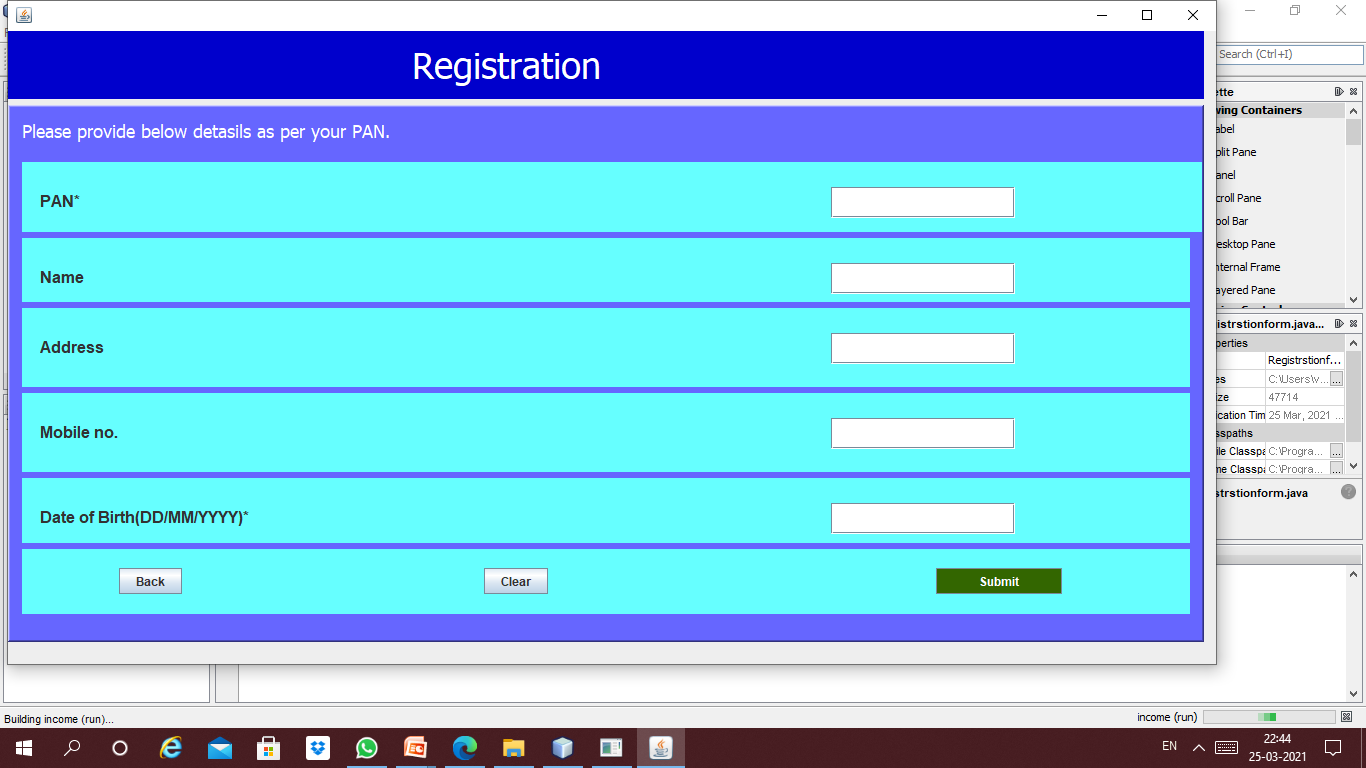 Registration
Search (Ctrl+I)
Please provide below detasils as per your PAN.
PAN*
Name
Address
Mobile no.
Date of Birth(DD/MM/YYYY)*
Back
Clear
Submit
ette
wing Containers
abel
plit Pane
anel
croll Pane
ool Bar
esktop Pane
nternal Frame
ayered Pane
istrstionform.java...
perties
Registrstionf...
es C:\Users\v... ...
ize 47714
ication Tim 25 Mar, 2021 ...
sspaths
ile Classpa C:\Progra... ...
me Classpa C:\Progra... ...
strstionform.java
Building income (run)...
income (run)
EN
22:44
25-03-2021